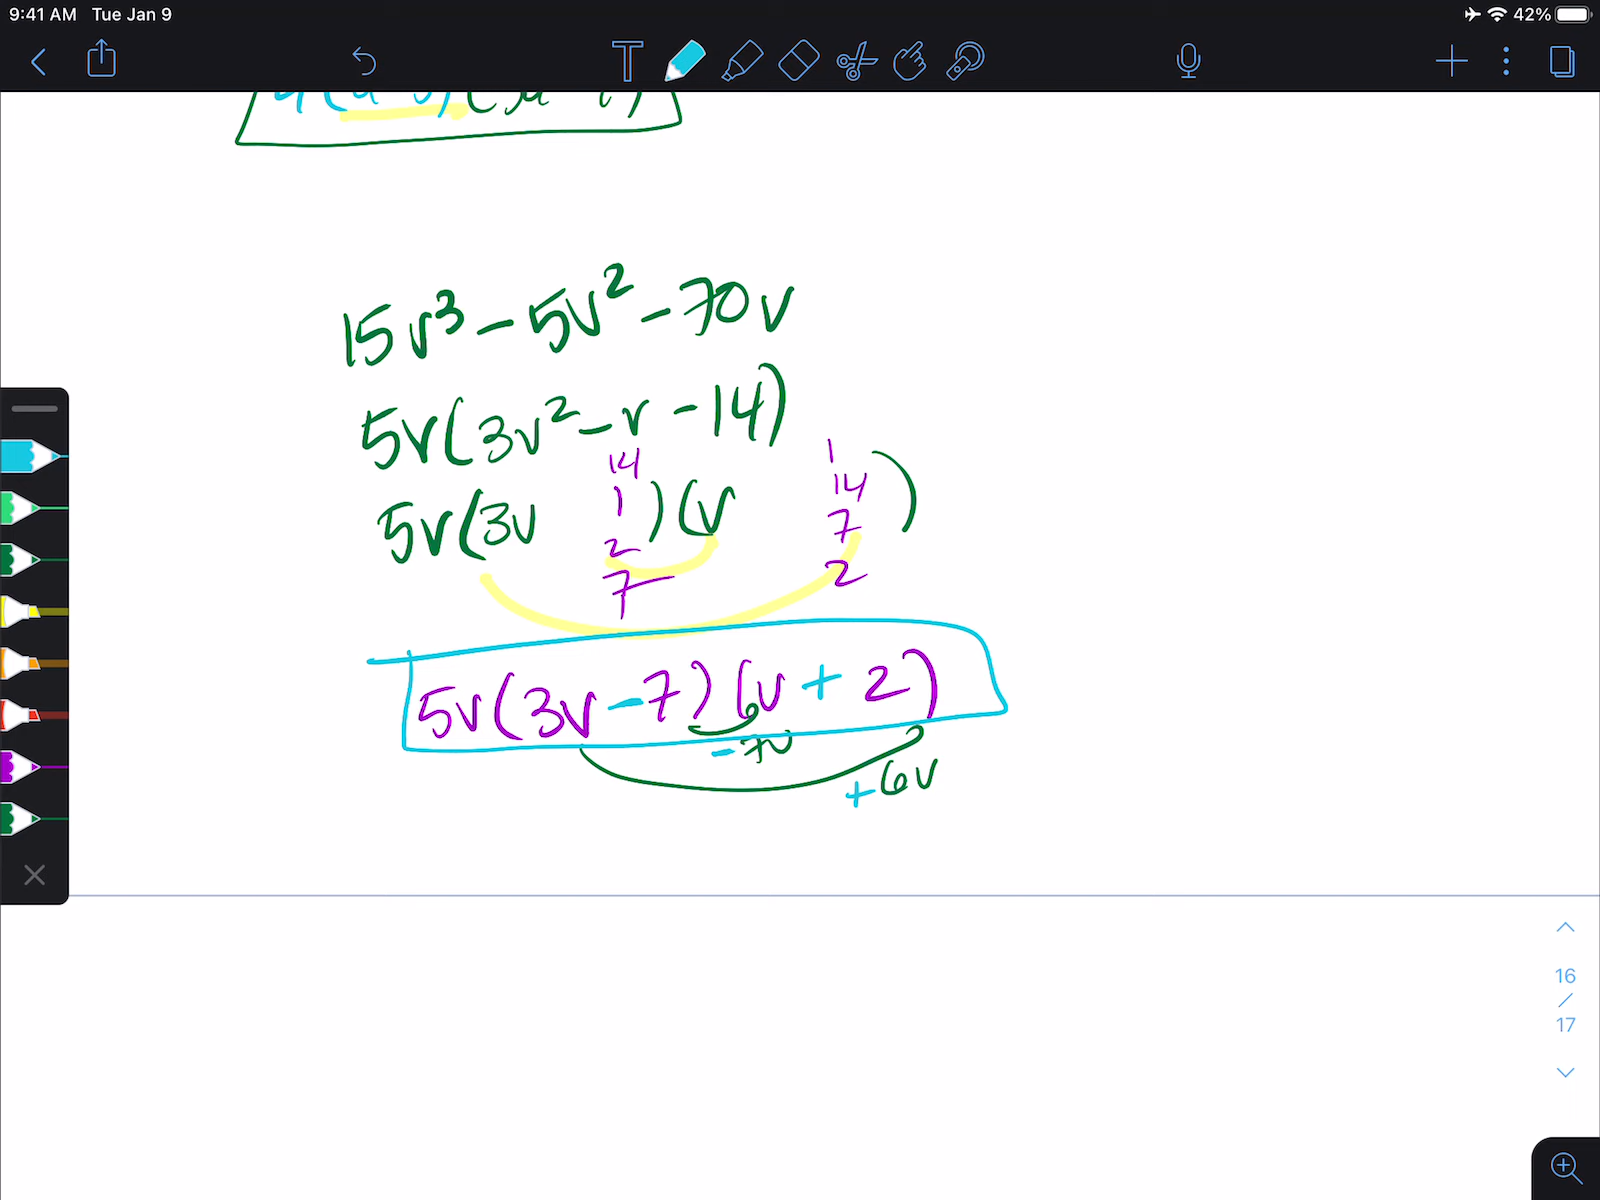 9:41 AM Tue Jan 9 42%
T
15v³ - 5v² - 70v
5v(3v² - v - 14)
5v(3v )(v )
14 1
1 14
2 7
7 2
5v(3v - 7)(v + 2)
- 7v
+ 6v
16
/
17